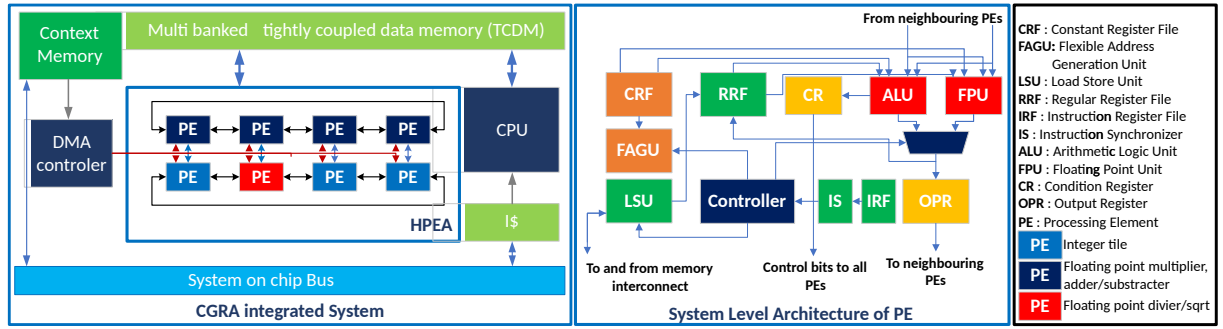 Context
Memory
Multi banked tightly coupled data memory (TCDM)
DMA
controler
PE PE PE PE
PE PE PE PE
HPEA
CPU
I$
System on chip Bus
CGRA integrated System
From neighbouring PEs
CRF
RRF
CR
ALU
FPU
FAGU
LSU
Controller
IS
IRF
OPR
To and from memory
interconnect
Control bits to all
PEs
To neighbouring
PEs
System Level Architecture of PE
CRF : Constant Register File
FAGU: Flexible Address
Generation Unit
LSU : Load Store Unit
RRF : Regular Register File
IRF : Instruction Register File
IS : Instruction Synchronizer
ALU : Arithmetic Logic Unit
FPU : Floating Point Unit
CR : Condition Register
OPR : Output Register
PE : Processing Element
PE Integer tile
PE Floating point multiplier,
adder/substracter
PE Floating point divier/sqrt